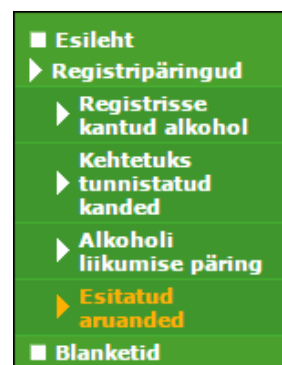 Esileht
Registripäringud
Registrisse
kantud alkohol
Kehtetuks
tunnistatud
kanded
Alkoholi
liikumise päring
Esitatud
aruanded
Blanketid